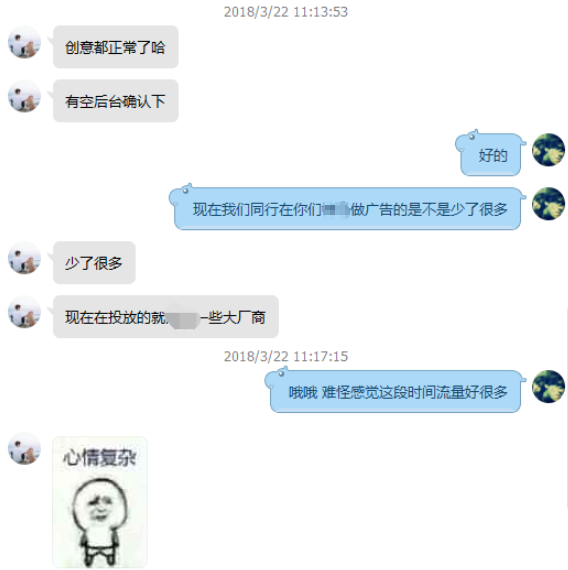 2018/3/22 11:13:53
创意都正常了哈
有空后台确认下
好的
现在我们同行在你们做广告的是不是少了很多
少了很多
现在在投放的就一些大厂商
2018/3/22 11:17:15
哦哦 难怪感觉这段时间流量好很多
心情复杂